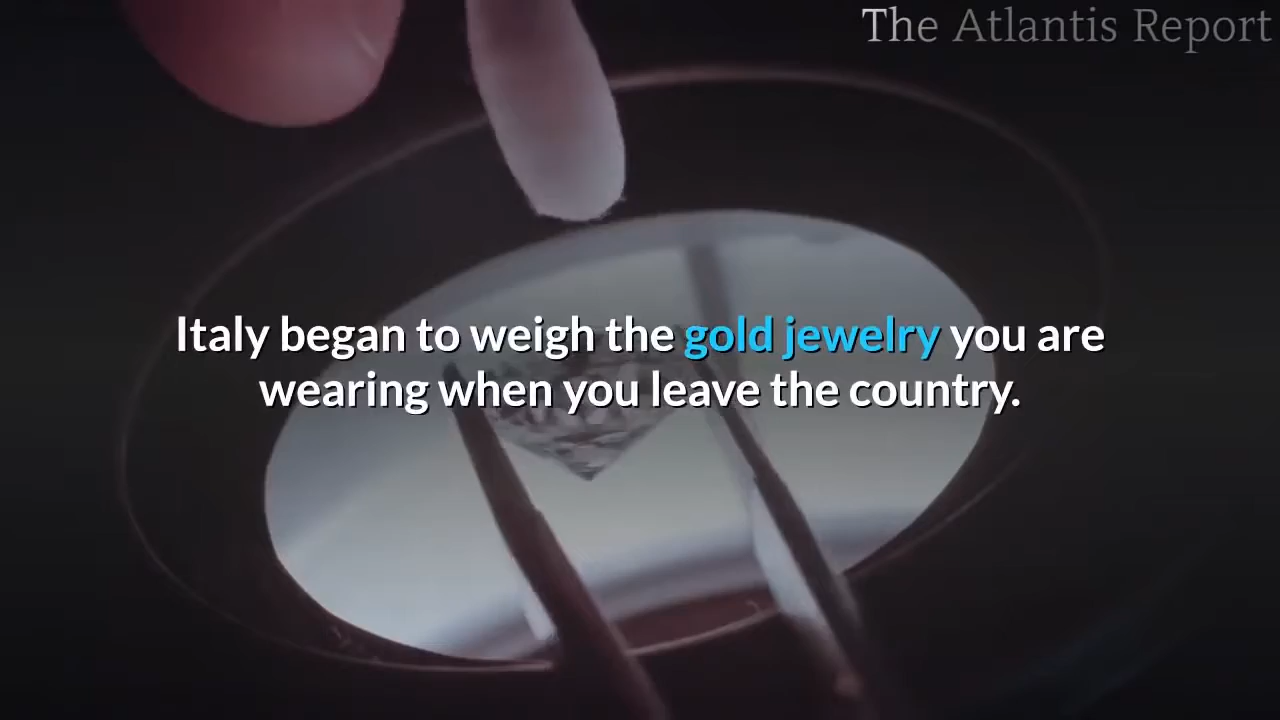 The Atlantis Report
Italy began to weigh the gold jewelry you are
wearing when you leave the country.